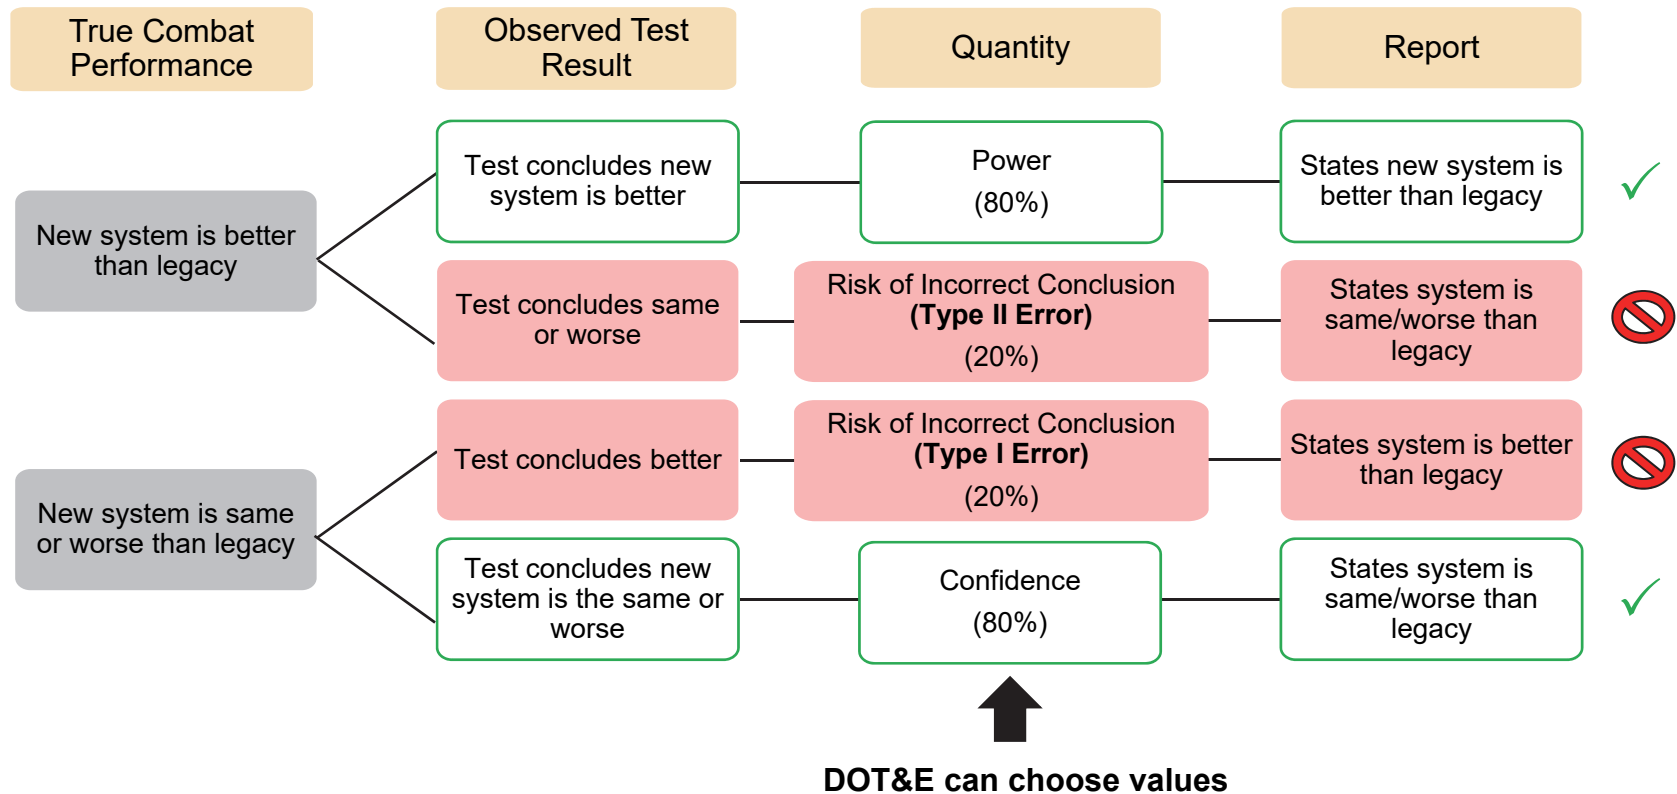 True Combat
Performance
Observed Test
Result
Quantity
Report
New system is better
than legacy
Test concludes new
system is better
Power
(80%)
States new system is
better than legacy
Test concludes same
or worse
Risk of Incorrect Conclusion
(Type II Error)
(20%)
States system is
same/worse than
legacy
New system is same
or worse than legacy
Test concludes better
Risk of Incorrect Conclusion
(Type I Error)
(20%)
States system is better
than legacy
Test concludes new
system is the same or
worse
Confidence
(80%)
States system is
same/worse than
legacy
DOT&E can choose values